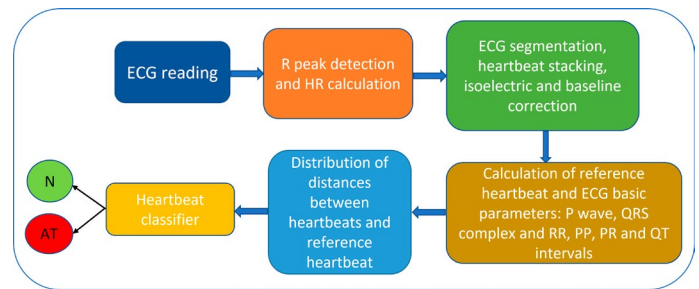 ECG reading
R peak detection
and HR calculation
ECG segmentation,
heartbeat stacking,
isoelectric and baseline
correction
Calculation of reference
heartbeat and ECG basic
parameters: P wave, QRS
complex and RR, PP, PR and QT
intervals
Distribution of
distances
between
heartbeats and
reference
heartbeat
Heartbeat
classifier
N
AT